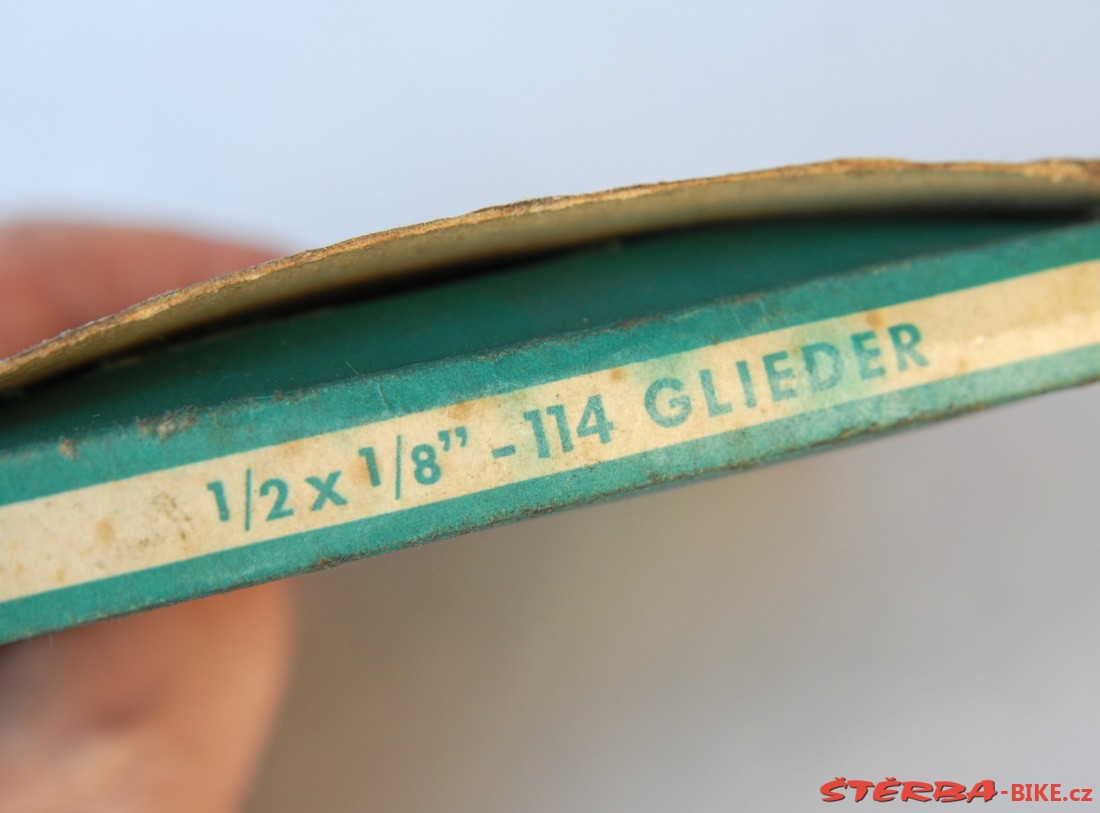 1/2 x 1/8” - 114 GLIEDER
ŠTĚRBA-BIKE.cz